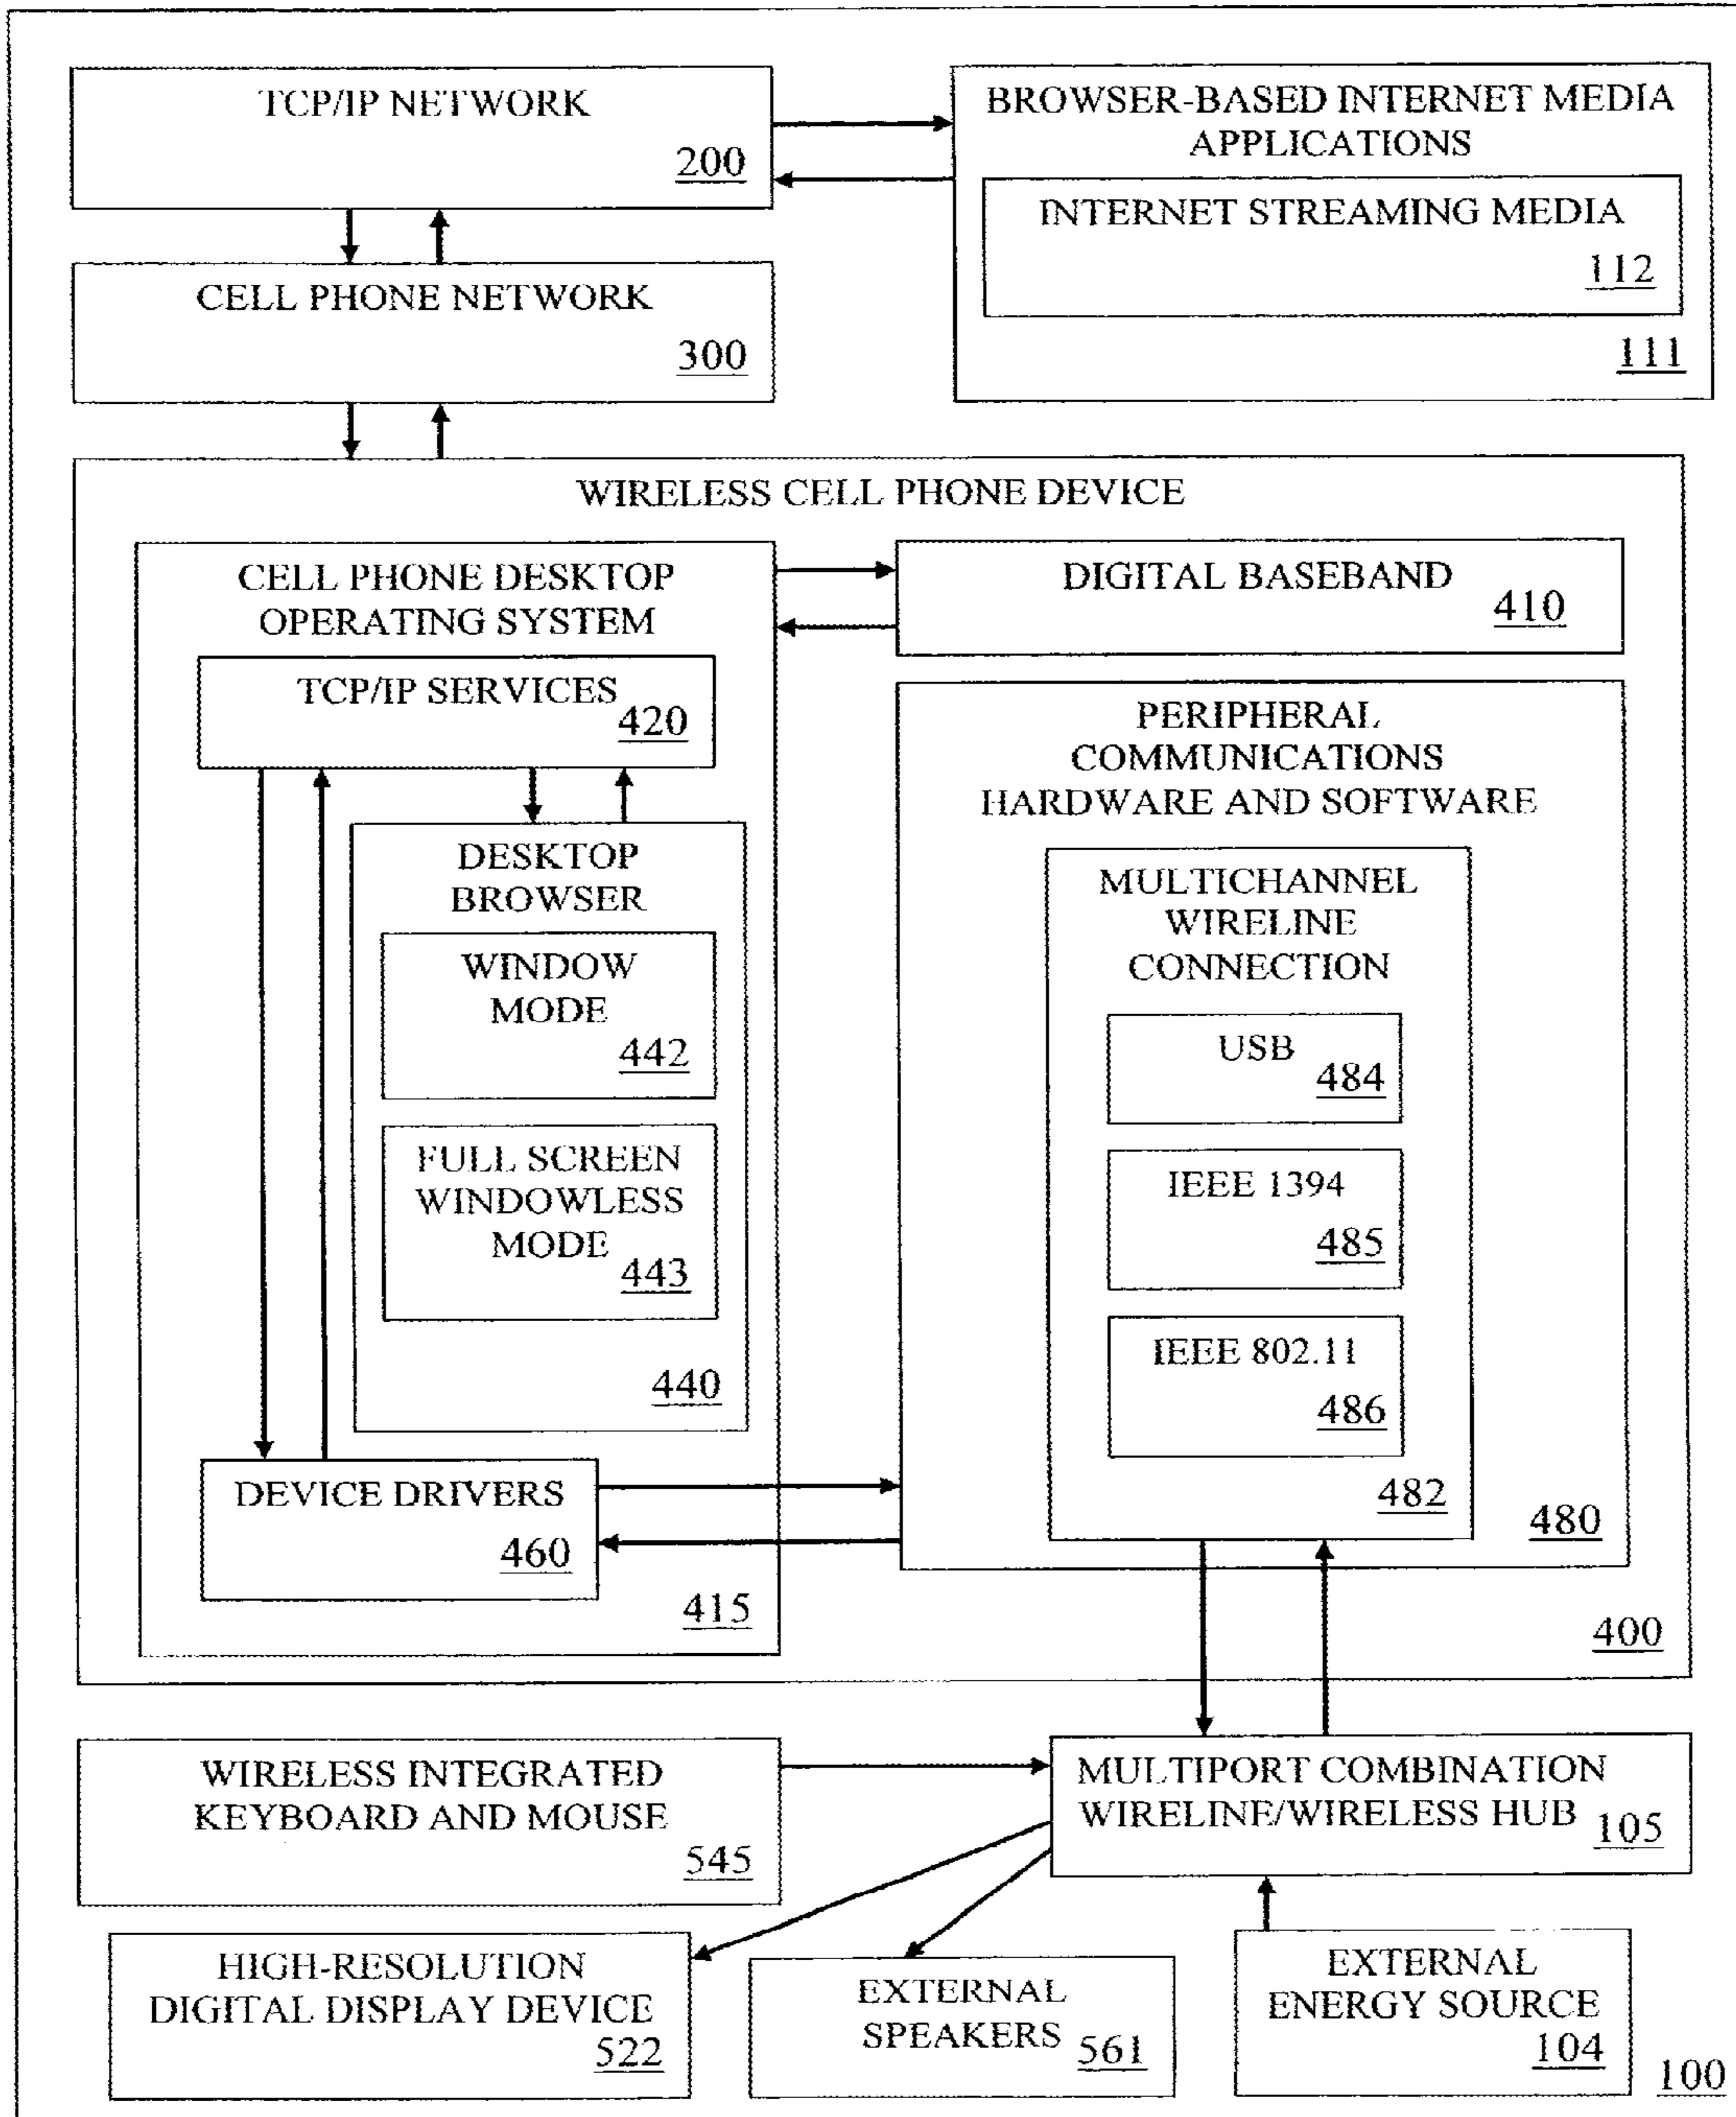 TCP/IP NETWORK
200
BROWSER-BASED INTERNET MEDIA
APPLICATIONS
INTERNET STREAMING MEDIA
112
111
CELL PHONE NETWORK
300
WIRELESS CELL PHONE DEVICE
CELL PHONE DESKTOP
OPERATING SYSTEM
TCP/IP SERVICES
420
DESKTOP
BROWSER
WINDOW
MODE
442
FULL SCREEN
WINDOWLESS
MODE
443
440
DEVICE DRIVERS
460
415
DIGITAL BASEBAND
410
PERIPHERAL
COMMUNICATIONS
HARDWARE AND SOFTWARE
MULTICHANNEL
WIRELINE
CONNECTION
USB
484
IEEE 1394
485
IEEE 802.11
486
482
480
400
WIRELESS INTEGRATED
KEYBOARD AND MOUSE
545
MULTIPORT COMBINATION
WIRELINE/WIRELESS HUB
105
HIGH-RESOLUTION
DIGITAL DISPLAY DEVICE
522
EXTERNAL
SPEAKERS
561
EXTERNAL
ENERGY SOURCE
104
100